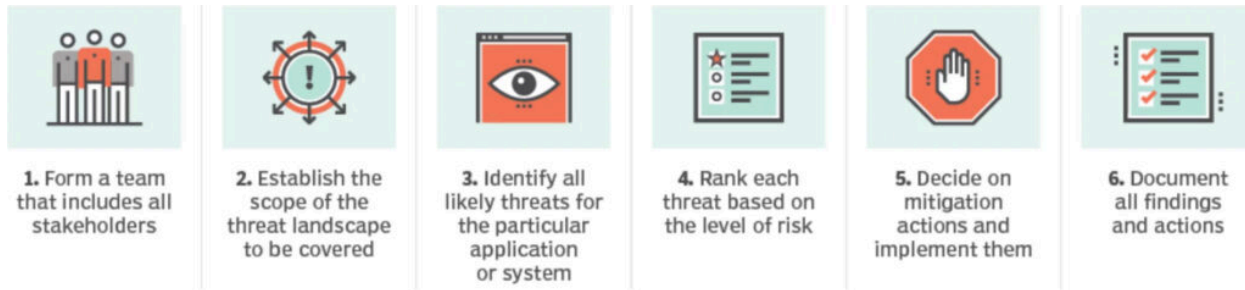 1. Form a team
that includes all
stakeholders
2. Establish the
scope of the
threat landscape
to be covered
3. Identify all
likely threats for
the particular
application
or system
4. Rank each
threat based on
the level of risk
5. Decide on
mitigation
actions and
implement them
6. Document
all findings
and actions